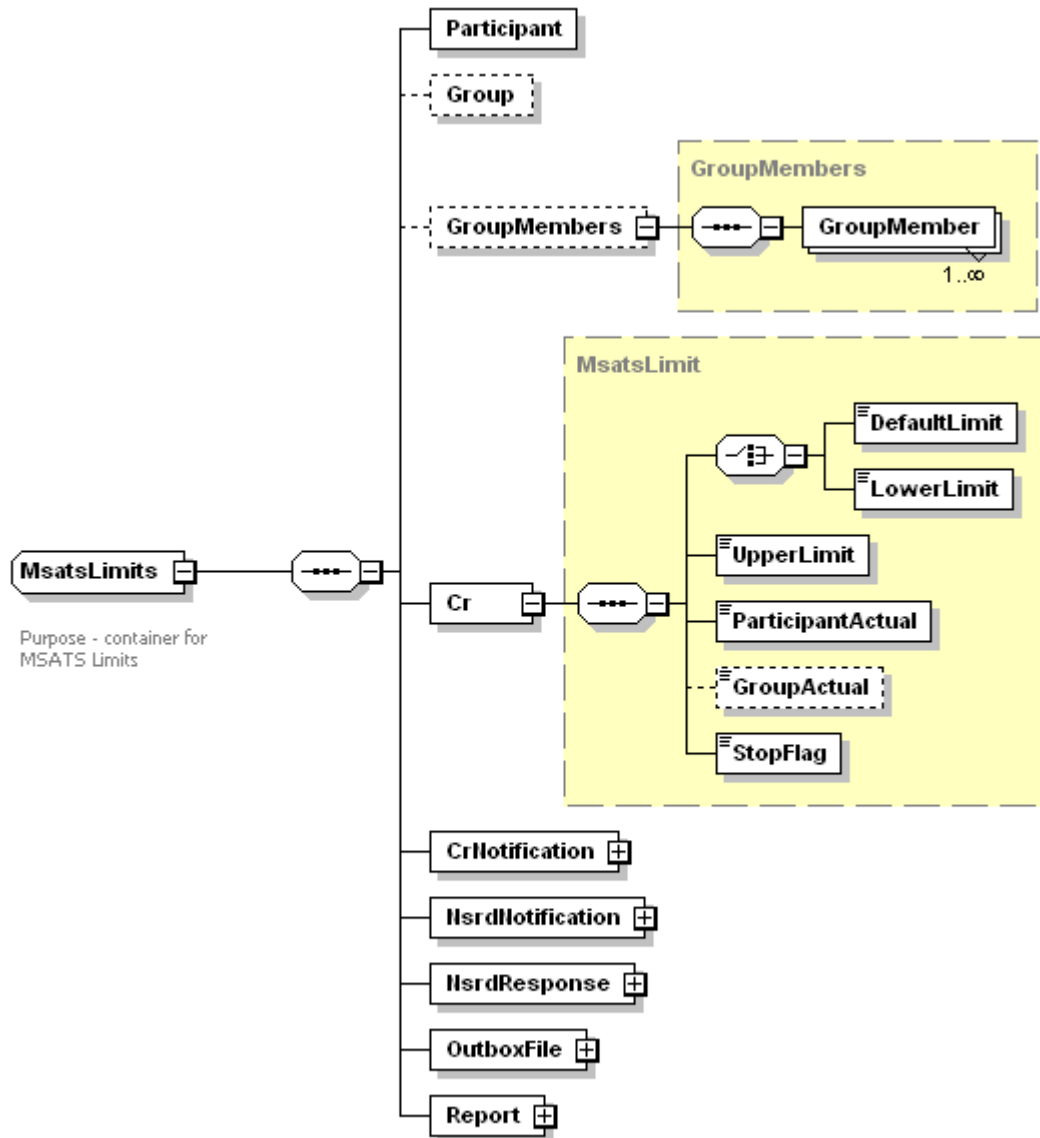 Participant
Group
GroupMembers
GroupMembers
GroupMember
1..∞
MsatsLimit
DefaultLimit
LowerLimit
UpperLimit
MsatsLimits
Cr
ParticipantActual
Purpose - container for
MSATS Limits
GroupActual
StopFlag
CrNotification
NsrdNotification
NsrdResponse
OutboxFile
Report